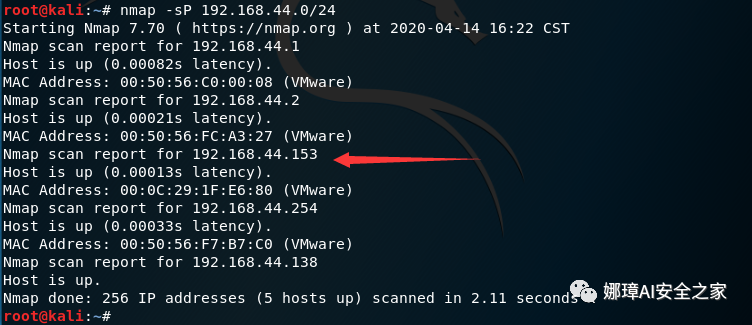 root@kali:~# nmap -sP 192.168.44.0/24
Starting Nmap 7.70 ( https://nmap.org ) at 2020-04-14 16:22 CST
Nmap scan report for 192.168.44.1
Host is up (0.00082s latency).
MAC Address: 00:50:56:C0:00:08 (VMware)
Nmap scan report for 192.168.44.2
Host is up (0.00021s latency).
MAC Address: 00:50:56:FC:A3:27 (VMware)
Nmap scan report for 192.168.44.153
Host is up (0.00013s latency).
MAC Address: 00:0C:29:1F:E6:80 (VMware)
Nmap scan report for 192.168.44.254
Host is up (0.00033s latency).
MAC Address: 00:50:56:F7:B7:C0 (VMware)
Nmap scan report for 192.168.44.138
Host is up.
Nmap done: 256 IP addresses (5 hosts up) scanned in 2.11 seconds
娜璋AI安全之家
root@kali:~#